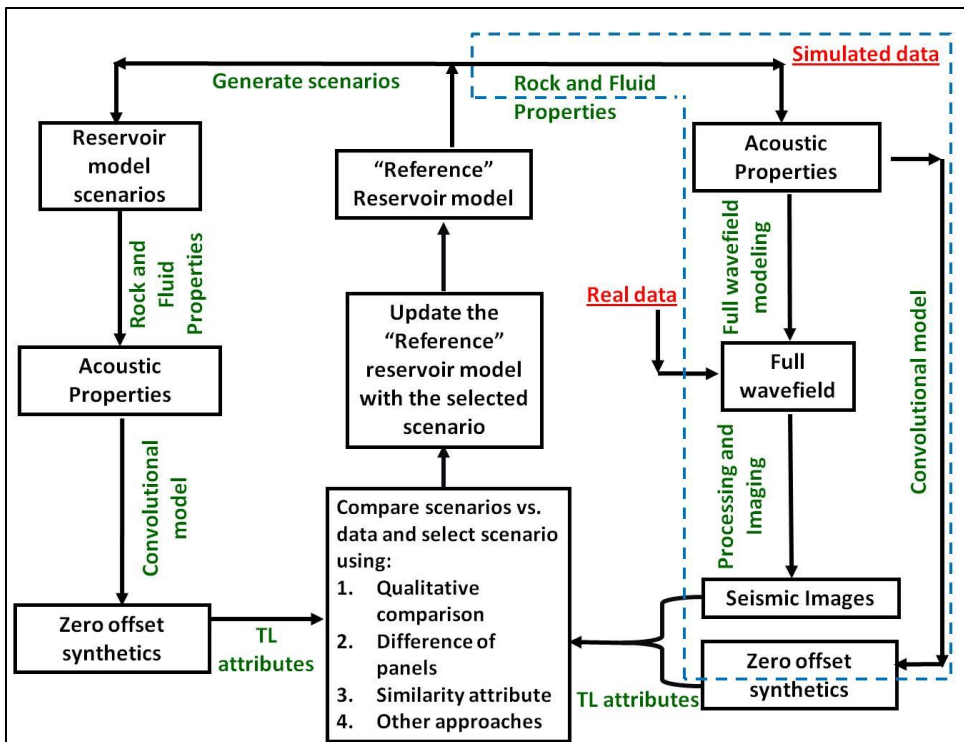 Simulated data
Generate scenarios
Rock and Fluid
Properties
Reservoir
model
scenarios
“Reference”
Reservoir model
Acoustic
Properties
Rock and
Fluid
Properties
Full wavefield
modeling
Real data
Update the
“Reference”
reservoir model
with the selected
scenario
Acoustic
Properties
Full
wavefield
Convolutional model
Convolutional
model
Processing and
Imaging
Compare scenarios vs.
data and select scenario
using:
1. Qualitative
comparison
2. Difference of
panels
3. Similarity attribute
4. Other approaches
Zero offset
synthetics
TL
attributes
Seismic Images
Zero offset
synthetics
TL attributes